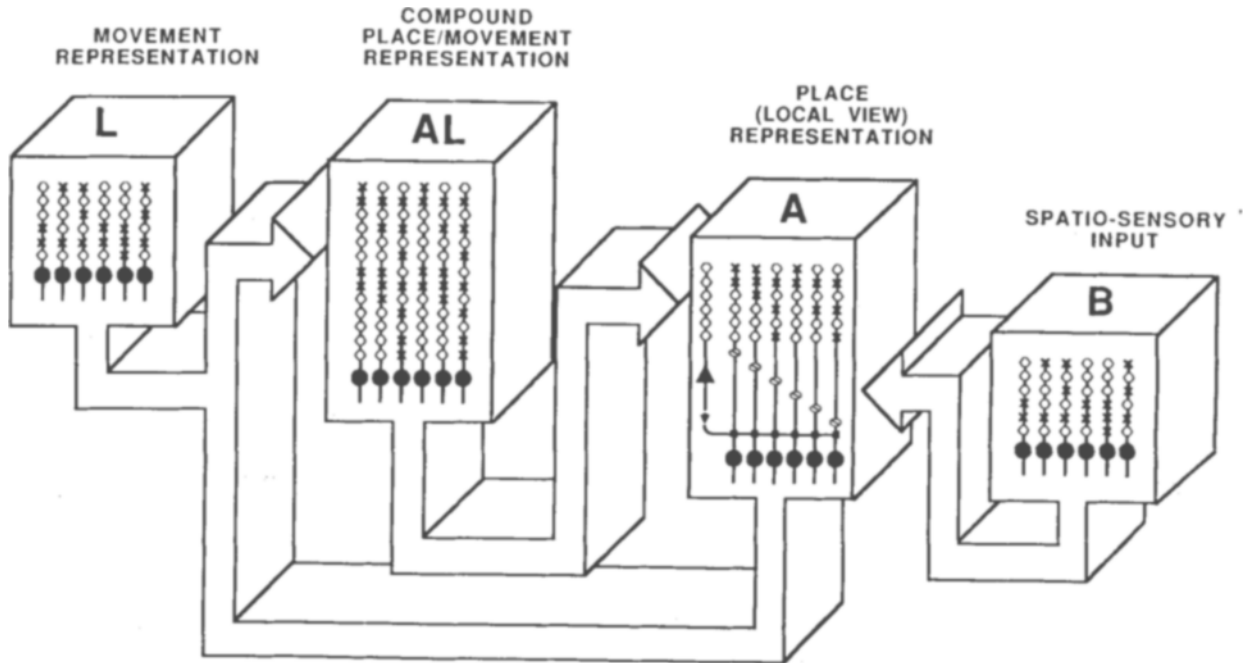 MOVEMENT
REPRESENTATION
COMPOUND
PLACE/MOVEMENT
REPRESENTATION
PLACE
(LOCAL VIEW)
REPRESENTATION
SPATIO-SENSORY
INPUT
L
AL
A
B